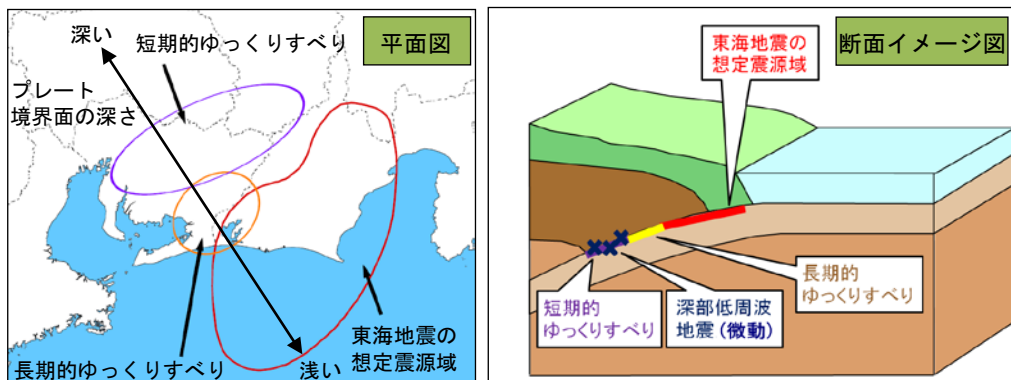 平面図
深い
短期的ゆっくりすべり
プレート
境界面の深さ
長期的ゆっくりすべり
浅い
東海地震の
想定震源域
断面イメージ図
東海地震の
想定震源域
短期的
ゆっくりすべり
深部低周波
地震(微動)
長期的
ゆっくりすべり